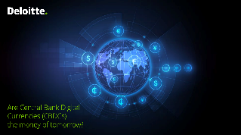 Deloitte.
Are Central Bank Digital
Currencies (CBDCs)
the money of tomorrow?